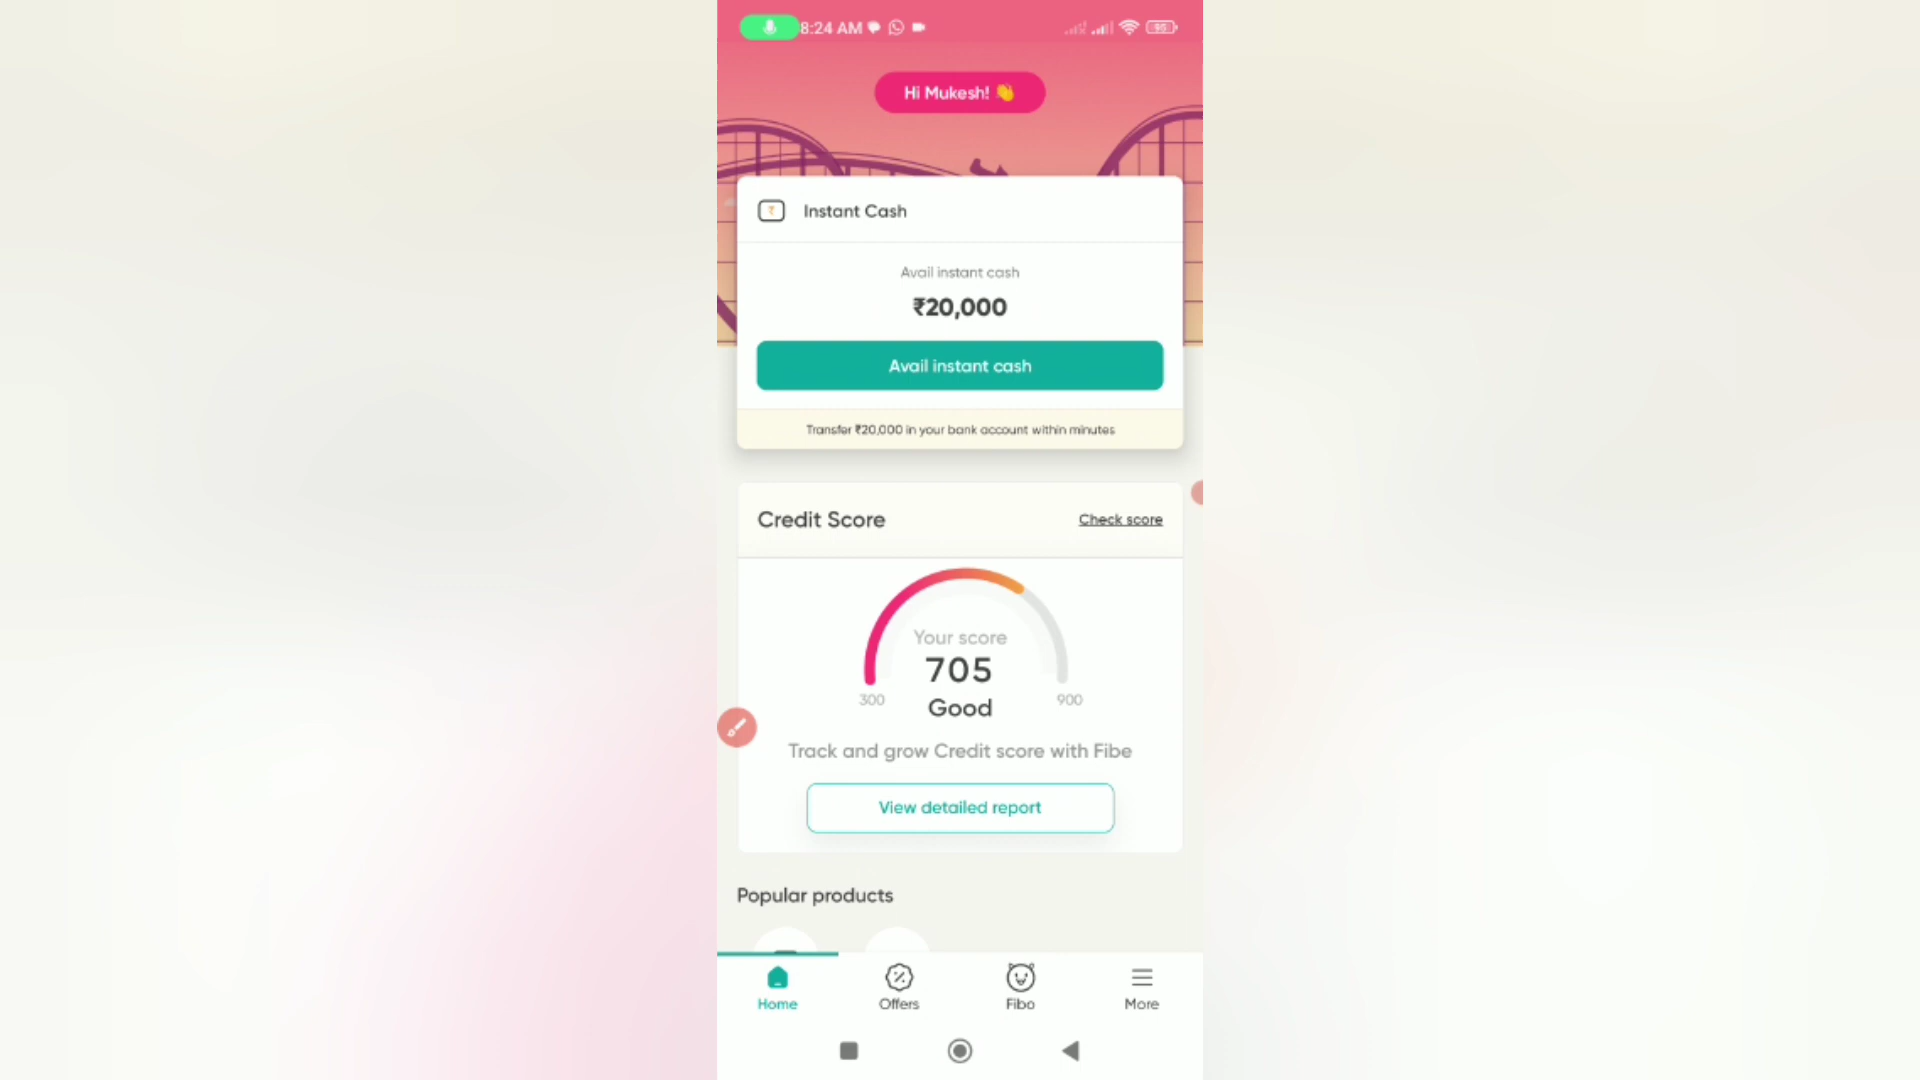 8:24 AM
95
Hi Mukesh! 👋
₹
Instant Cash
Avail instant cash
₹20,000
Avail instant cash
Transfer ₹20,000 in your bank account within minutes
Credit Score
Check score
Your score
705
300
900
Good
Track and grow Credit score with Fibe
View detailed report
Popular products
Home
Offers
Fibo
More